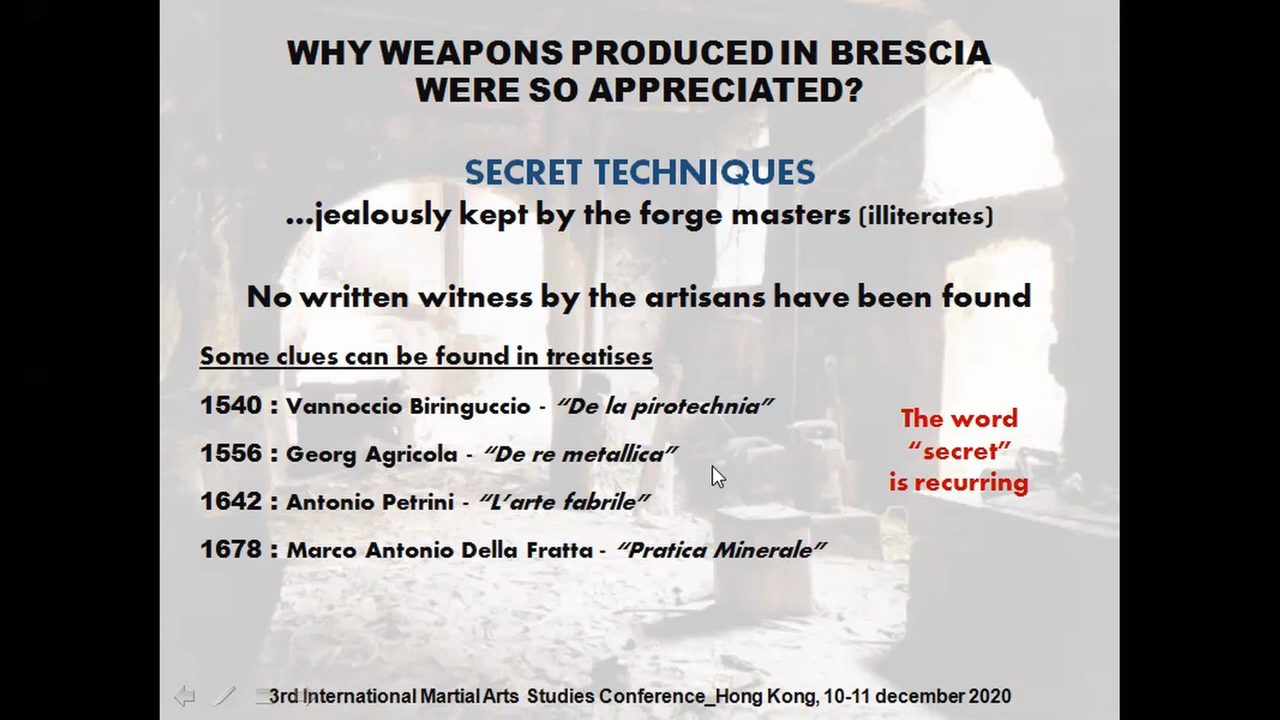 WHY WEAPONS PRODUCED IN BRESCIA
WERE SO APPRECIATED?
SECRET TECHNIQUES
...jealously kept by the forge masters (illiterates)
No written witness by the artisans have been found
Some clues can be found in treatises
1540 : Vannoccio Biringuccio - “De la pirotechnia”
1556 : Georg Agricola - “De re metallica”
1642 : Antonio Petrini - “L’arte fabrile”
1678 : Marco Antonio Della Fratta - “Pratica Minerale”
The word
“secret”
is recurring
3rd International Martial Arts Studies Conference_Hong Kong, 10-11 december 2020